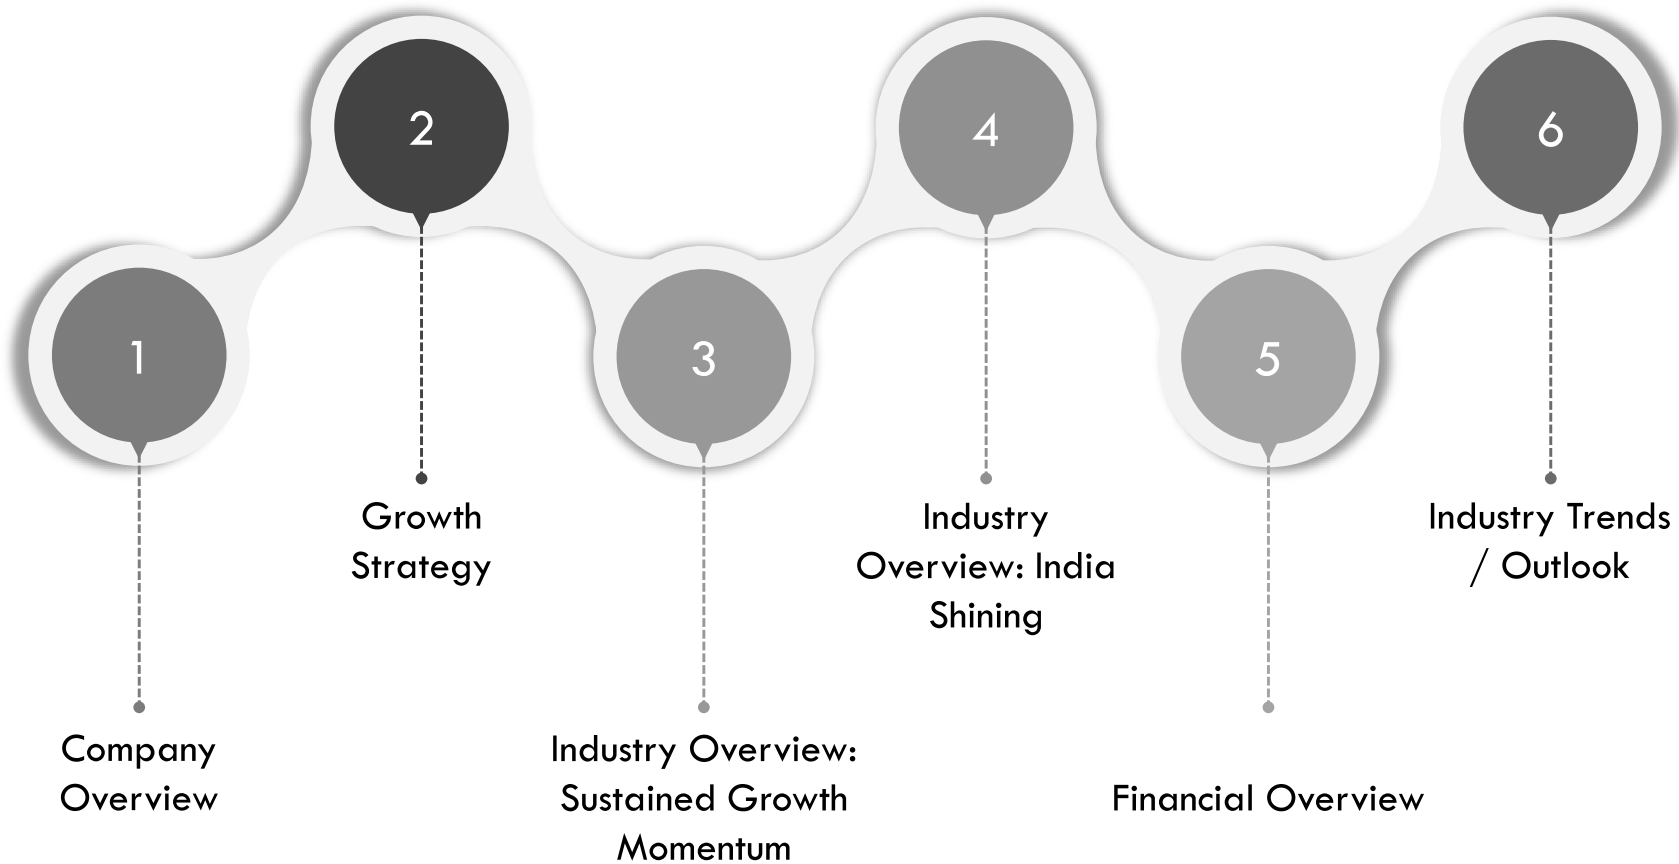 1
Company
Overview
2
Growth
Strategy
3
Industry Overview:
Sustained Growth
Momentum
4
Industry
Overview: India
Shining
5
Financial Overview
6
Industry Trends
/ Outlook